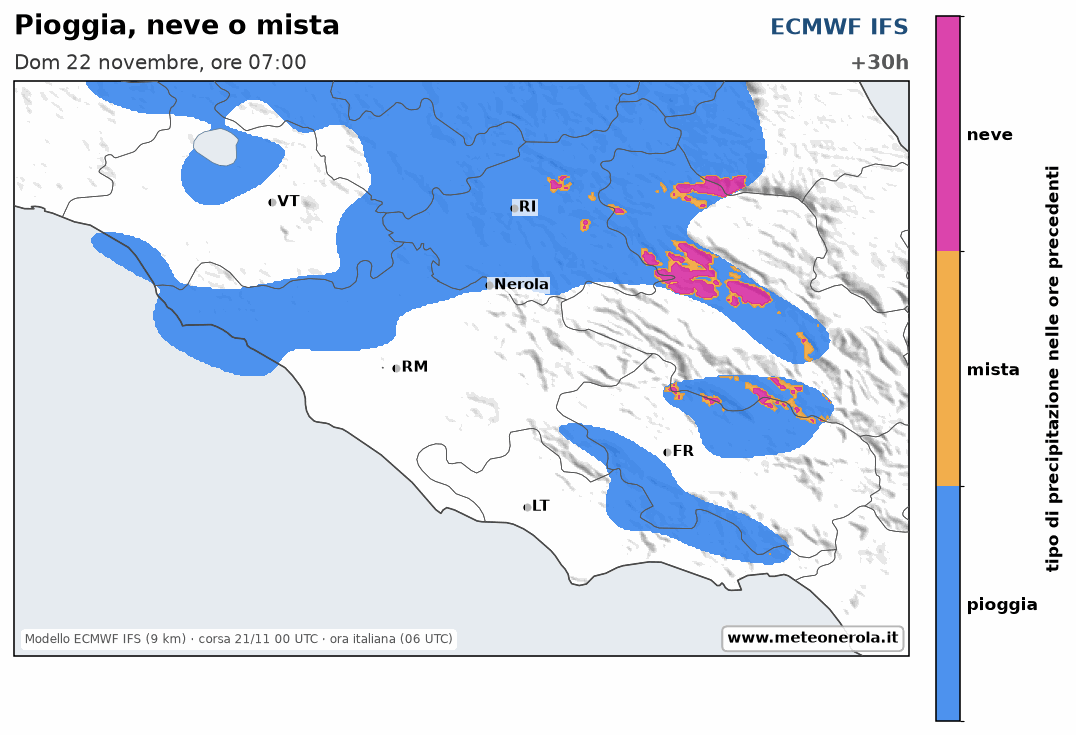 Pioggia, neve o mista
ECMWF IFS
Dom 22 novembre, ore 07:00
+30h
neve
mista
pioggia
tipo di precipitazione nelle ore precedenti
VT
RI
Nerola
RM
FR
LT
Modello ECMWF IFS (9 km) · corsa 21/11 00 UTC · ora italiana (06 UTC)
www.meteonerola.it